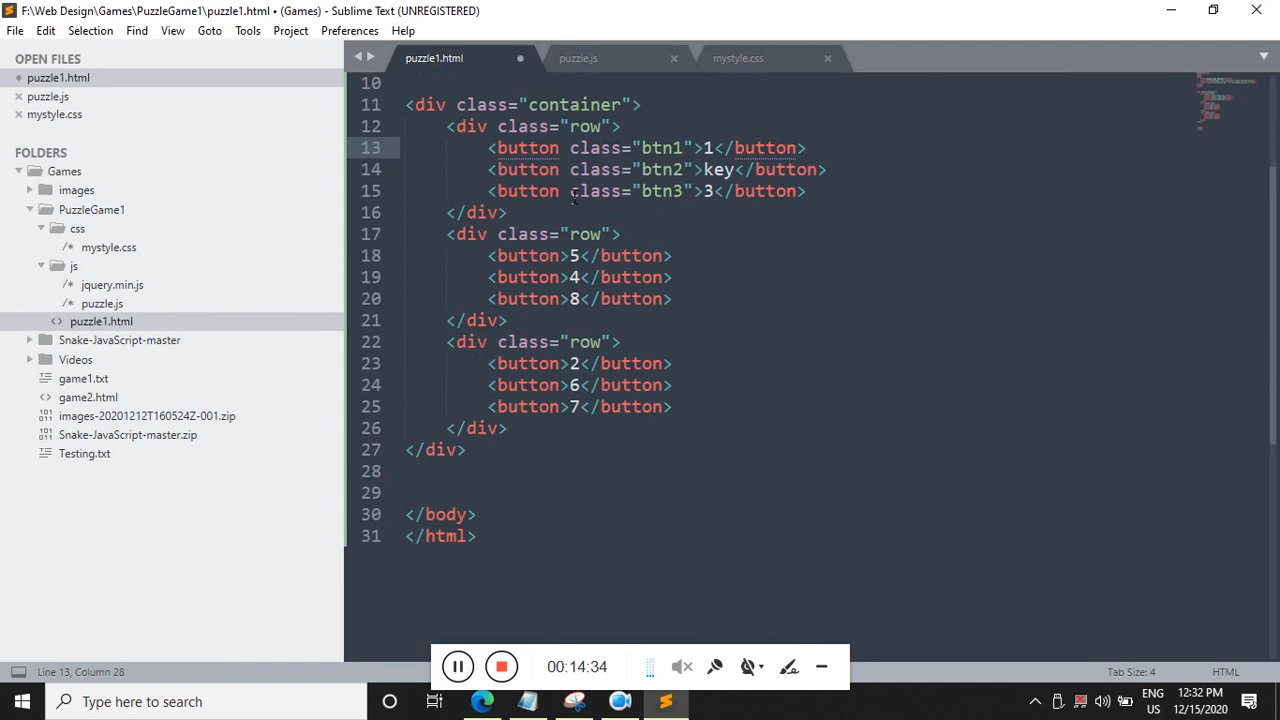 F:\Web Design\Games\PuzzleGame1\puzzle1.html • (Games) - Sublime Text (UNREGISTERED)
File Edit Selection Find View Goto Tools Project Preferences Help
OPEN FILES
puzzle1.html
puzzle.js
mystyle.css
FOLDERS
Games
images
PuzzleGame1
css
/* mystyle.css
js
/* jquery.min.js
/* puzzle.js
<> puzzle1.html
Snake-JavaScript-master
Videos
game1.txt
<> game2.html
images-20201212T160524Z-001.zip
Snake-JavaScript-master.zip
Testing.txt
puzzle1.html puzzle.js mystyle.css
10
11 <div class="container">
12 <div class="row">
13 <button class="btn1">1</button>
14 <button class="btn2">key</button>
15 <button class="btn3">3</button>
16 </div>
17 <div class="row">
18 <button>5</button>
19 <button>4</button>
20 <button>8</button>
21 </div>
22 <div class="row">
23 <button>2</button>
24 <button>6</button>
25 <button>7</button>
26 </div>
27 </div>
28
29
30 </body>
31 </html>
00:14:34
Line 13, Column 28 Tab Size: 4 HTML
Type here to search
ENG 12:32 PM
US 12/15/2020